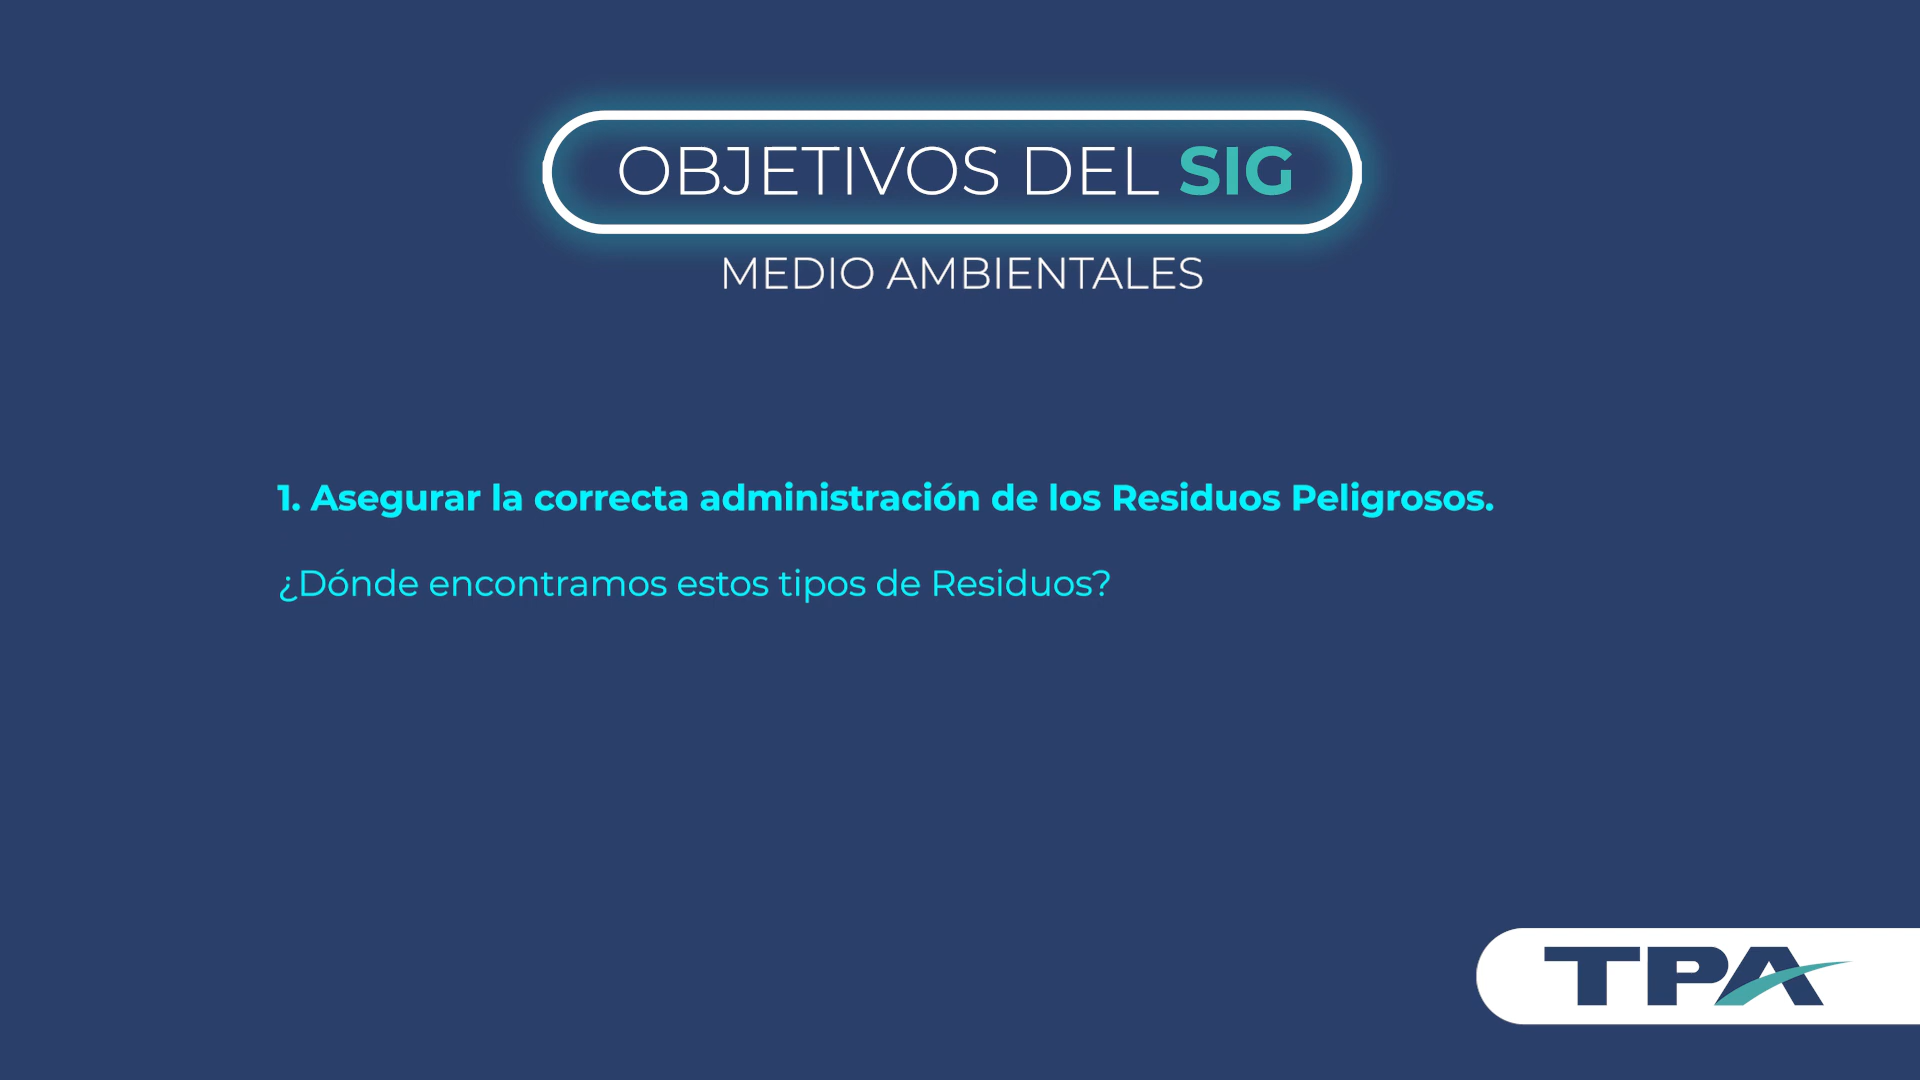 OBJETIVOS DEL SIG
MEDIO AMBIENTALES
1. Asegurar la correcta administración de los Residuos Peligrosos.
¿Dónde encontramos estos tipos de Residuos?
TPA